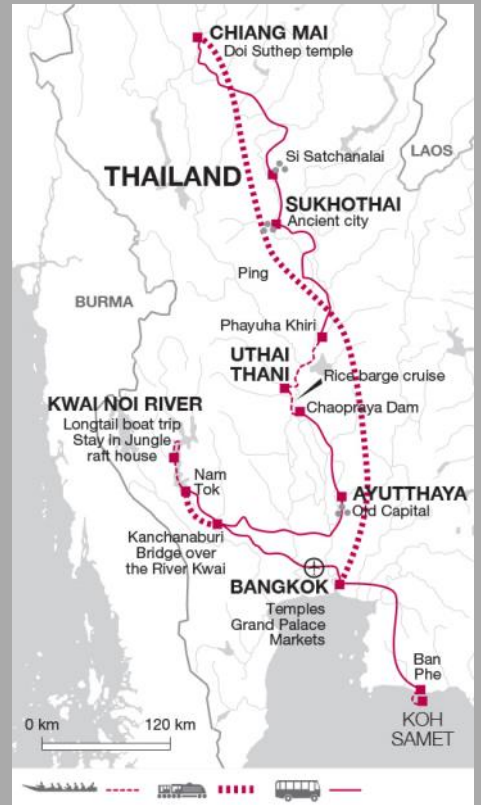 CHIANG MAI
Doi Suthep temple
LAOS
Si Satchanalai
THAILAND
SUKHOTHAI
Ancient city
Ping
BURMA
Phayuha Khiri
UTHAI
THANI
Rice barge cruise
Chaopraya Dam
KWAI NOI RIVER
Longtail boat trip
Stay in Jungle
raft house
Nam
Tok
AYUTTHAYA
Old Capital
Kanchanaburi
Bridge over
the River Kwai
BANGKOK
Temples
Grand Palace
Markets
Ban
Phe
KOH
SAMET
0 km 120 km